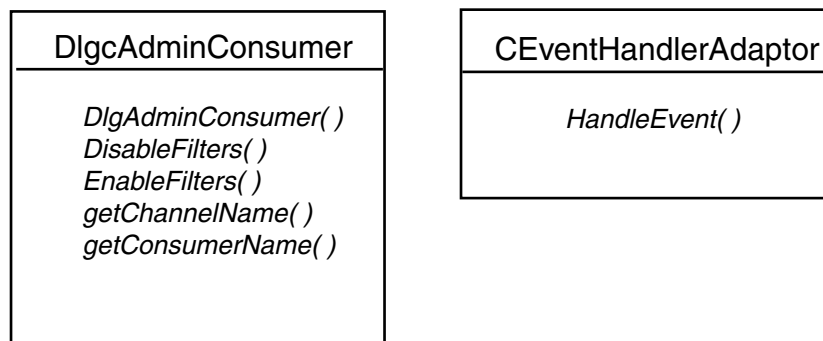 DlgcAdminConsumer
DlgAdminConsumer( )
DisableFilters( )
EnableFilters( )
getChannelName( )
getConsumerName( )
CEventHandlerAdaptor
HandleEvent( )